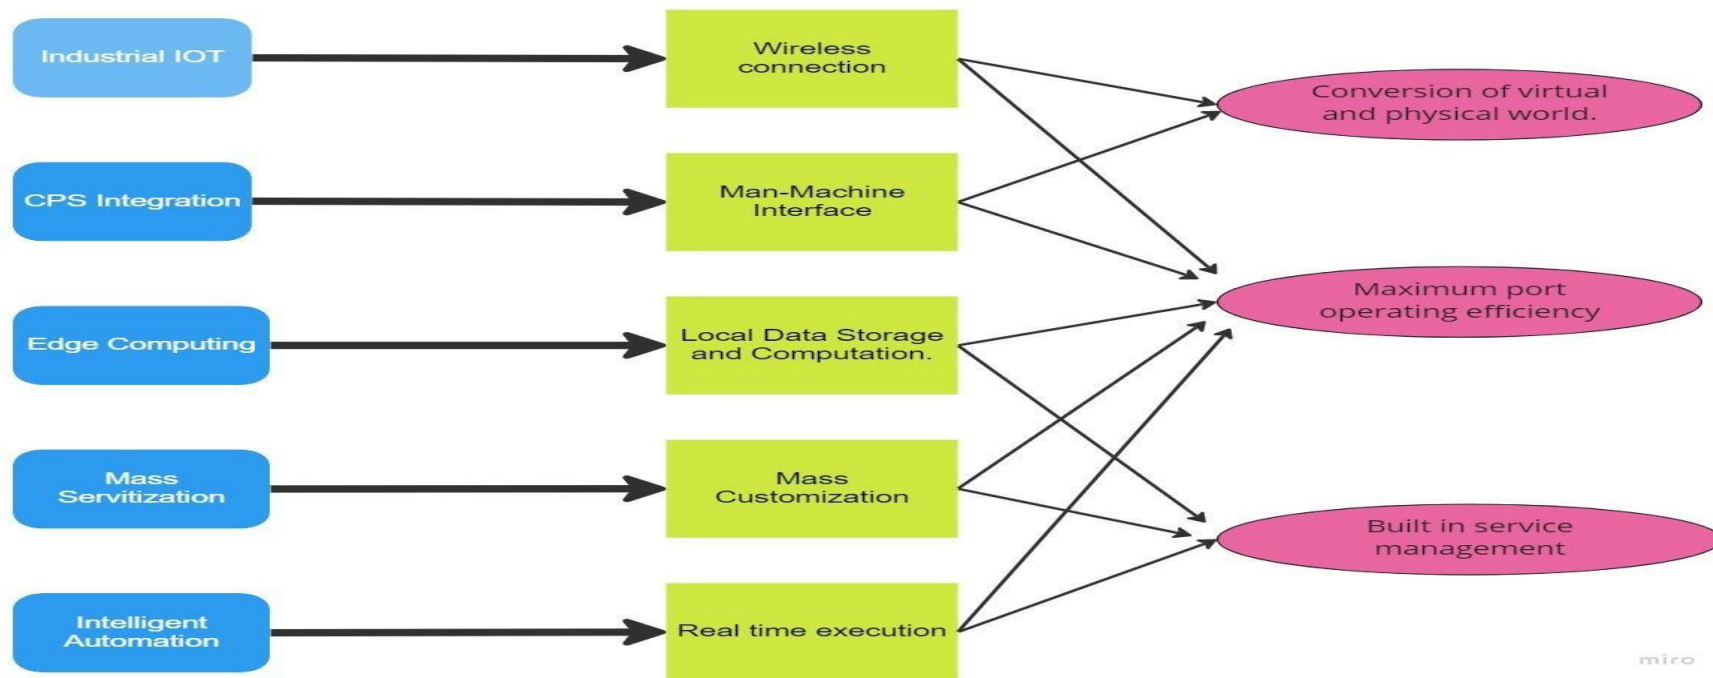 Industrial IOT
Wireless
connection
Conversion of virtual
and physical world.
CPS Integration
Man-Machine
Interface
Maximum port
operating efficiency
Edge Computing
Local Data Storage
and Computation.
Mass
Servitization
Mass
Customization
Built in service
management
Intelligent
Automation
Real time execution
miro